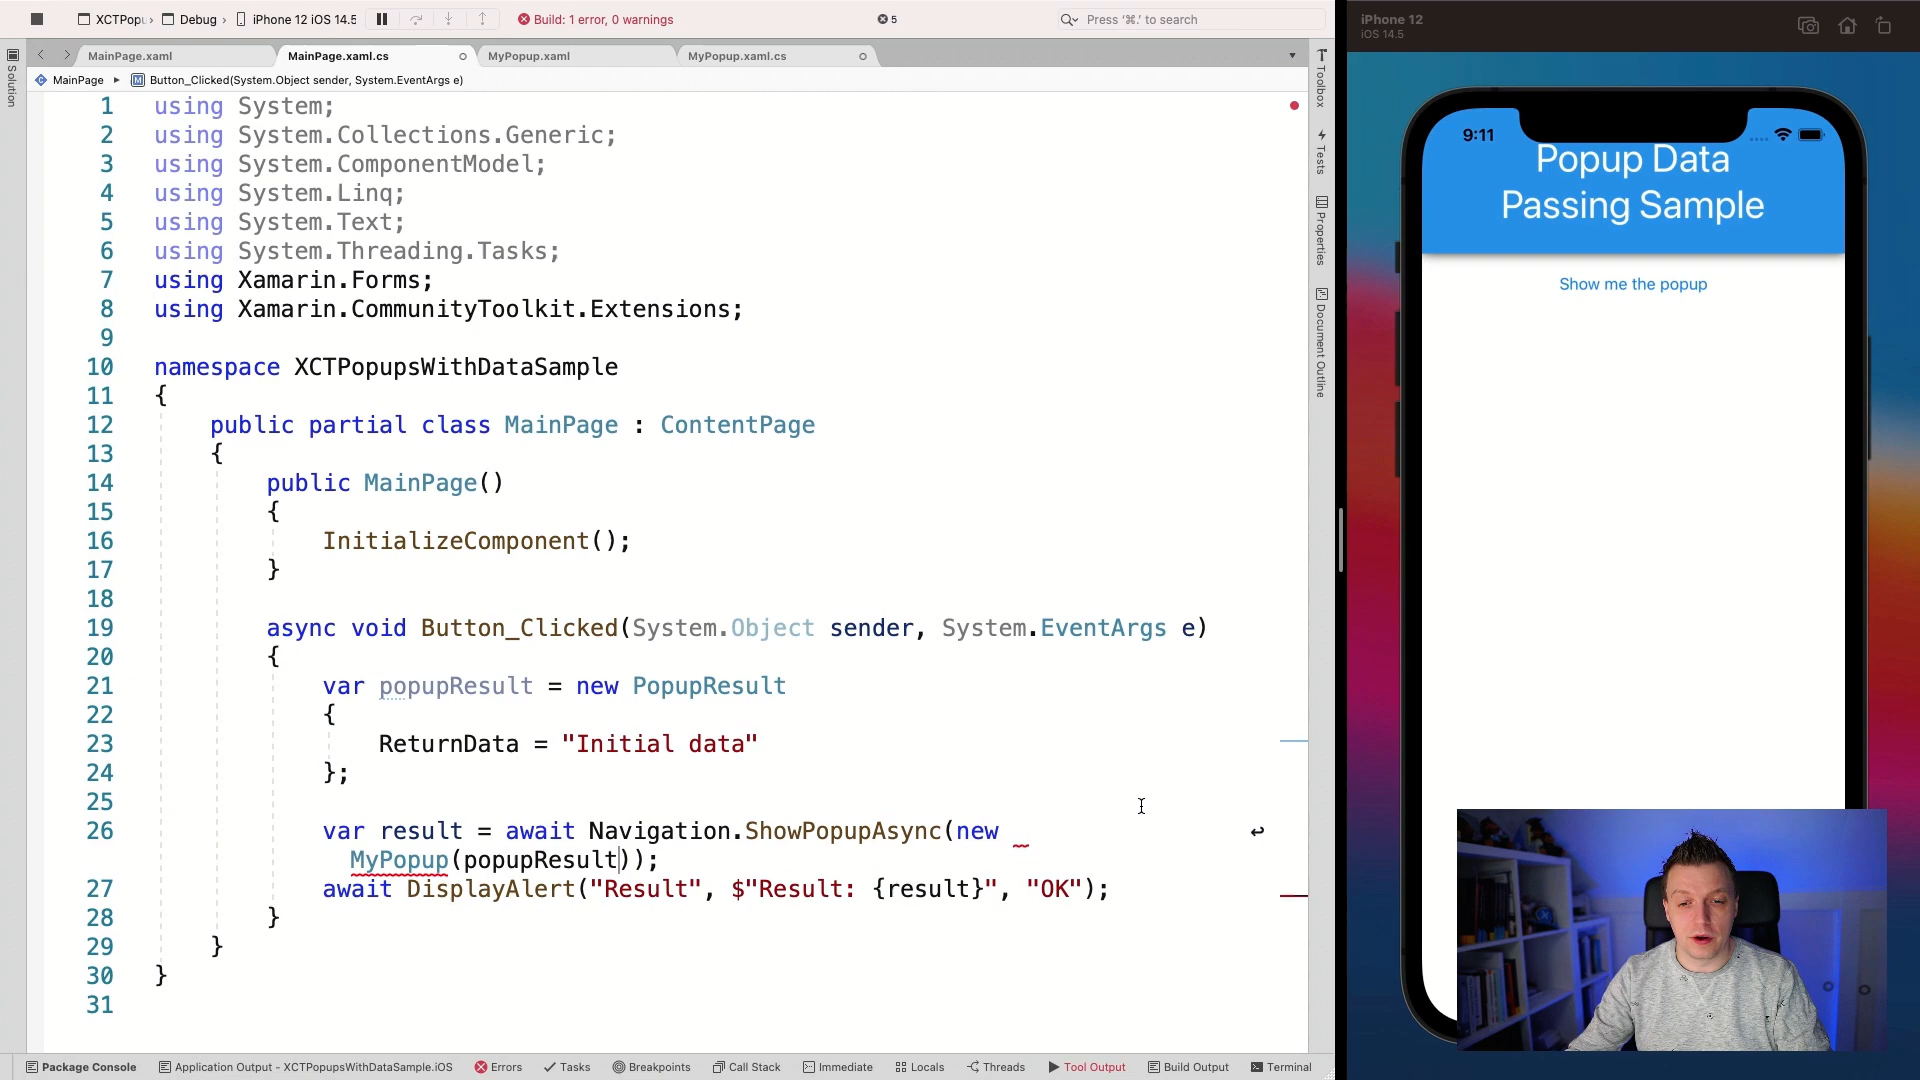 XCTPopu › Debug › iPhone 12 iOS 14.5 Build: 1 error, 0 warnings 5 Press ‘⌘.’ to search
MainPage.xaml MainPage.xaml.cs MyPopup.xaml MyPopup.xaml.cs
MainPage Button_Clicked(System.Object sender, System.EventArgs e)
1 using System;
2 using System.Collections.Generic;
3 using System.ComponentModel;
4 using System.Linq;
5 using System.Text;
6 using System.Threading.Tasks;
7 using Xamarin.Forms;
8 using Xamarin.CommunityToolkit.Extensions;
9
10 namespace XCTPopupsWithDataSample
11 {
12 public partial class MainPage : ContentPage
13 {
14 public MainPage()
15 {
16 InitializeComponent();
17 }
18
19 async void Button_Clicked(System.Object sender, System.EventArgs e)
20 {
21 var popupResult = new PopupResult
22 {
23 ReturnData = "Initial data"
24 };
25
26 var result = await Navigation.ShowPopupAsync(new
MyPopup(popupResult));
27 await DisplayAlert("Result", $"Result: {result}", "OK");
28 }
29 }
30 }
31
Solution
Toolbox
Tests
Properties
Document Outline
Package Console Application Output - XCTPopupsWithDataSample.iOS Errors Tasks Breakpoints Call Stack Immediate Locals Threads Tool Output Build Output Terminal
iPhone 12
iOS 14.5
9:11
Popup Data
Passing Sample
Show me the popup